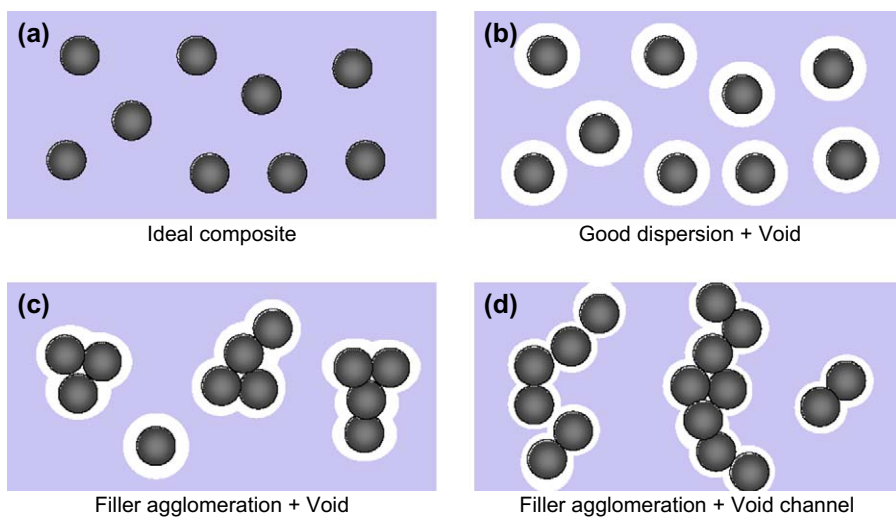 (a)
(b)
Ideal composite
Good dispersion + Void
(c)
(d)
Filler agglomeration + Void
Filler agglomeration + Void channel